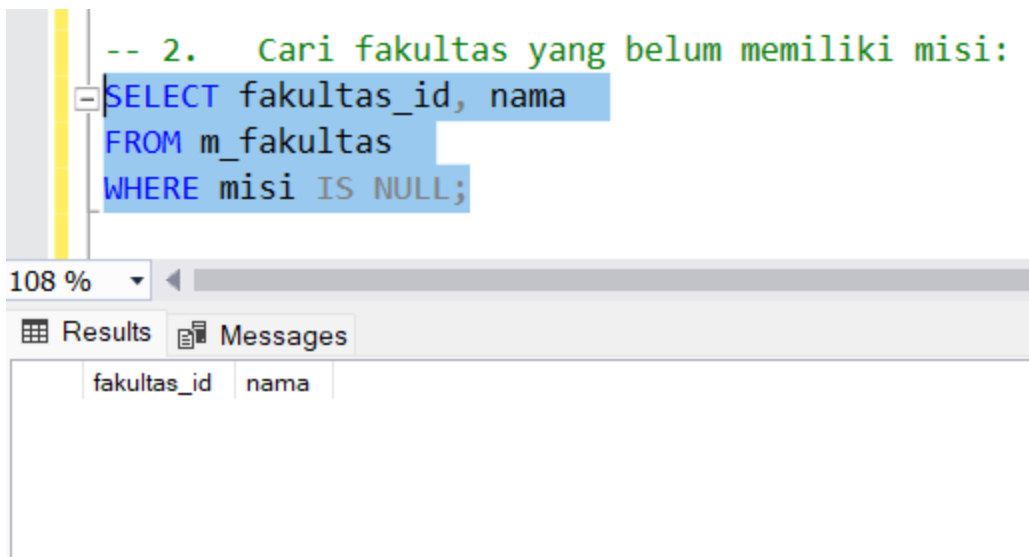 -- 2.   Cari fakultas yang belum memiliki misi:
SELECT fakultas_id, nama
FROM m_fakultas
WHERE misi IS NULL;
108 %
Results Messages
fakultas_id nama